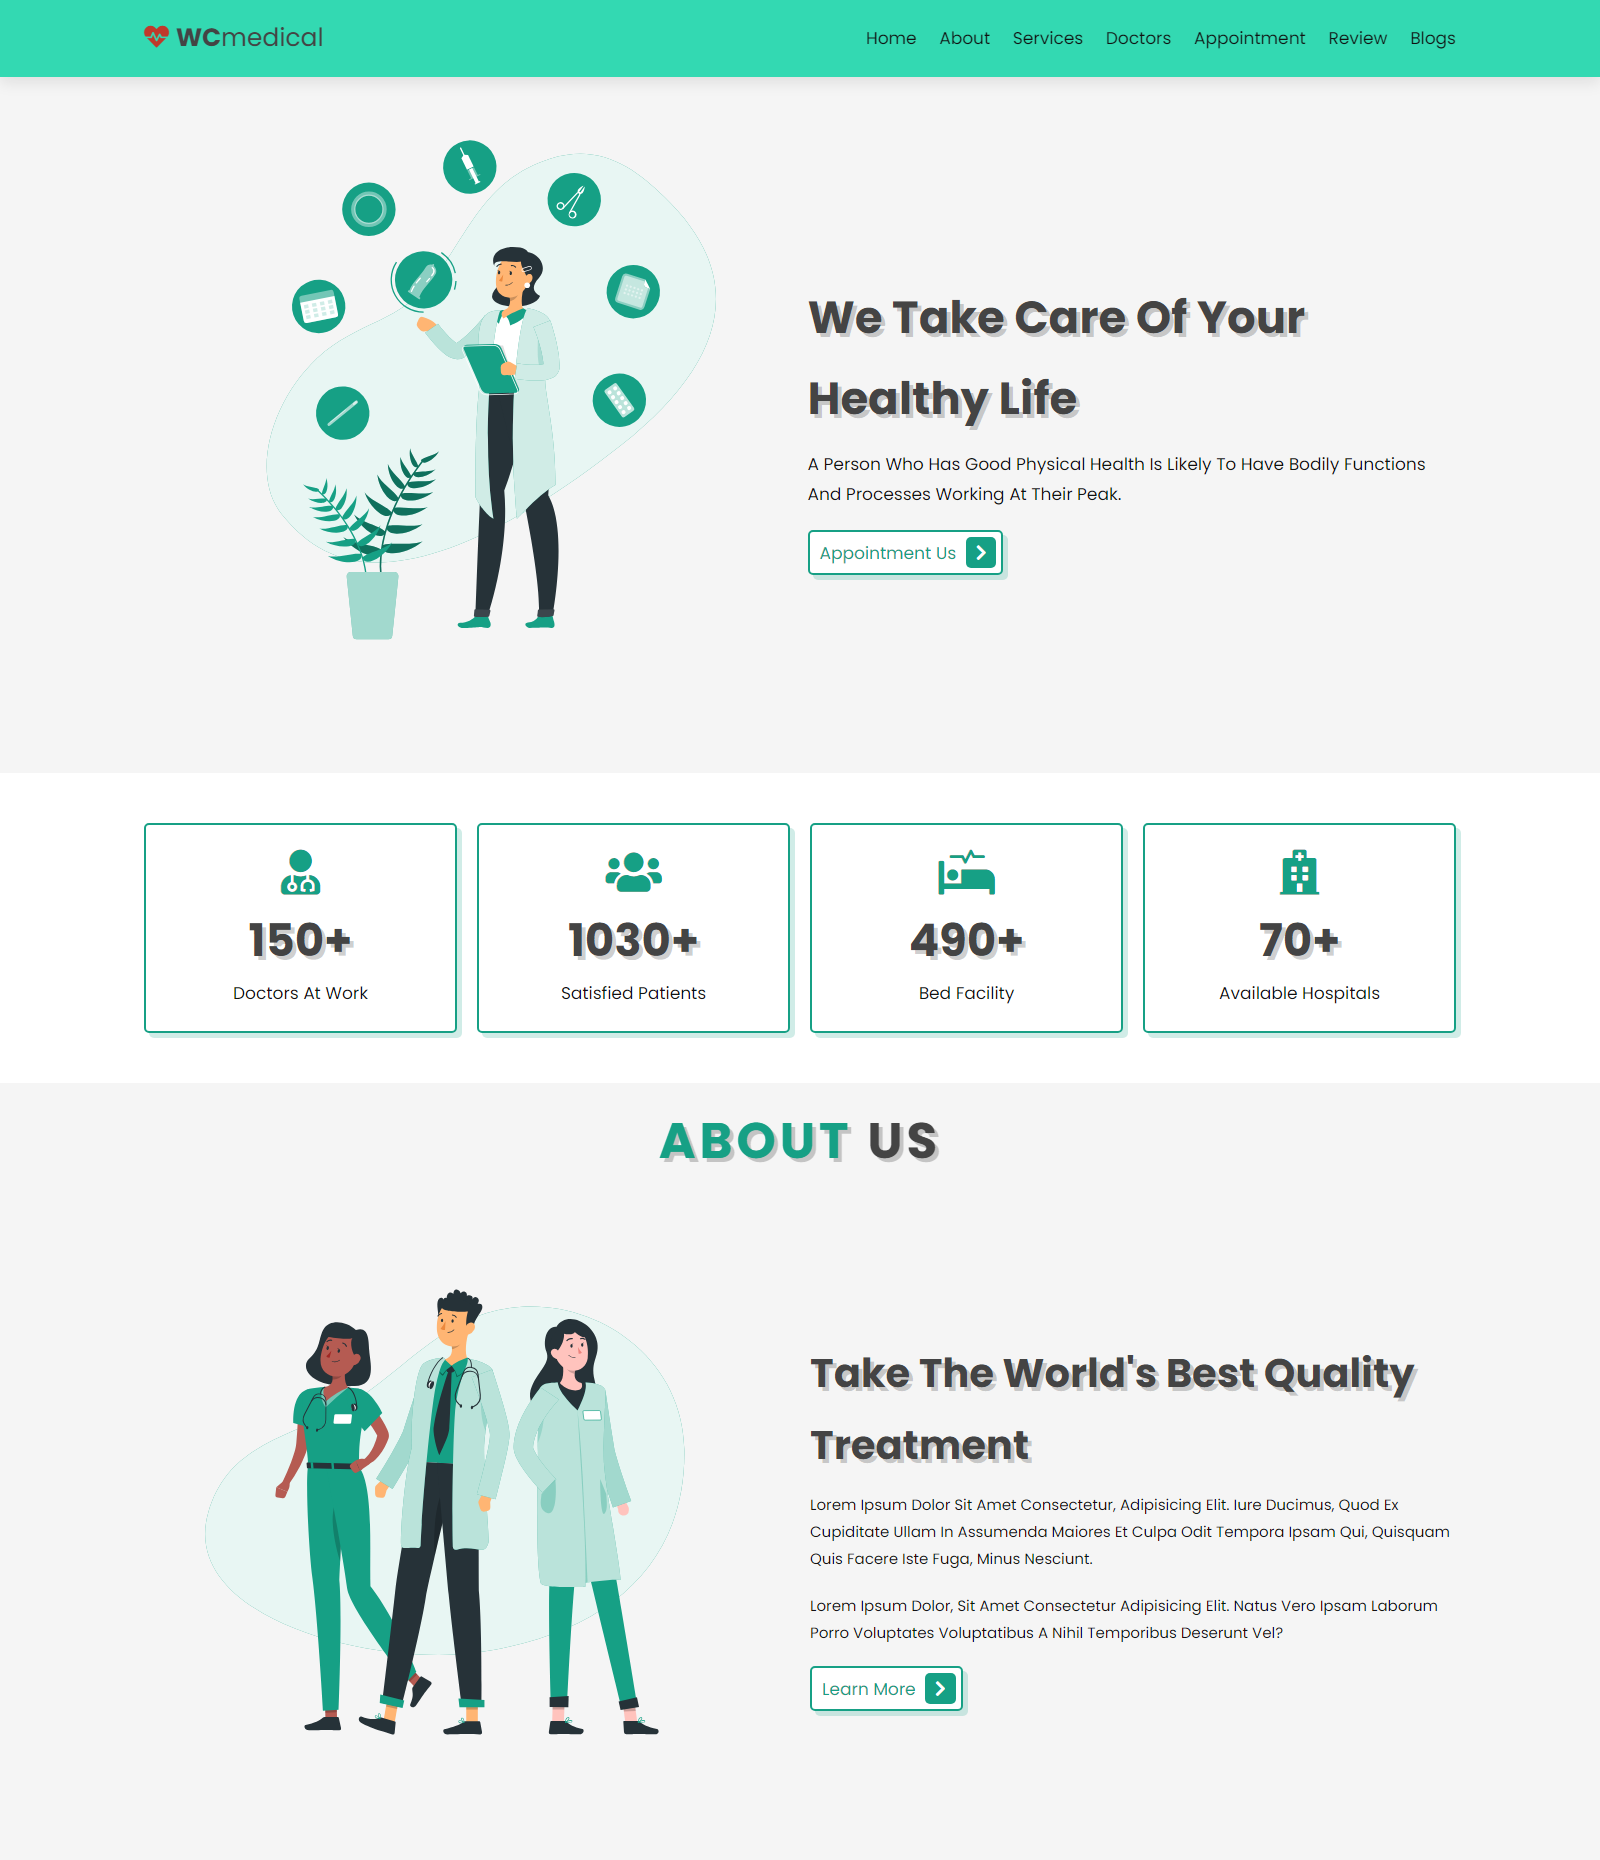 WCmedical
Home About Services Doctors Appointment Review Blogs
We Take Care Of Your
Healthy Life
A Person Who Has Good Physical Health Is Likely To Have Bodily Functions
And Processes Working At Their Peak.
Appointment Us
150+
Doctors At Work
1030+
Satisfied Patients
490+
Bed Facility
70+
Available Hospitals
ABOUT US
Take The World's Best Quality
Treatment
Lorem Ipsum Dolor Sit Amet Consectetur, Adipisicing Elit. Iure Ducimus, Quod Ex
Cupiditate Ullam In Assumenda Maiores Et Culpa Odit Tempora Ipsam Qui, Quisquam
Quis Facere Iste Fuga, Minus Nesciunt.
Lorem Ipsum Dolor, Sit Amet Consectetur Adipisicing Elit. Natus Vero Ipsam Laborum
Porro Voluptates Voluptatibus A Nihil Temporibus Deserunt Vel?
Learn More